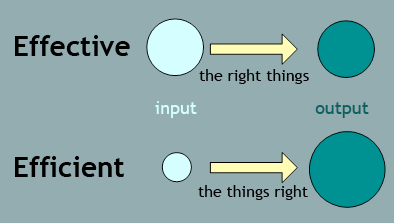 Effective
the right things
input
output
Efficient
the things right